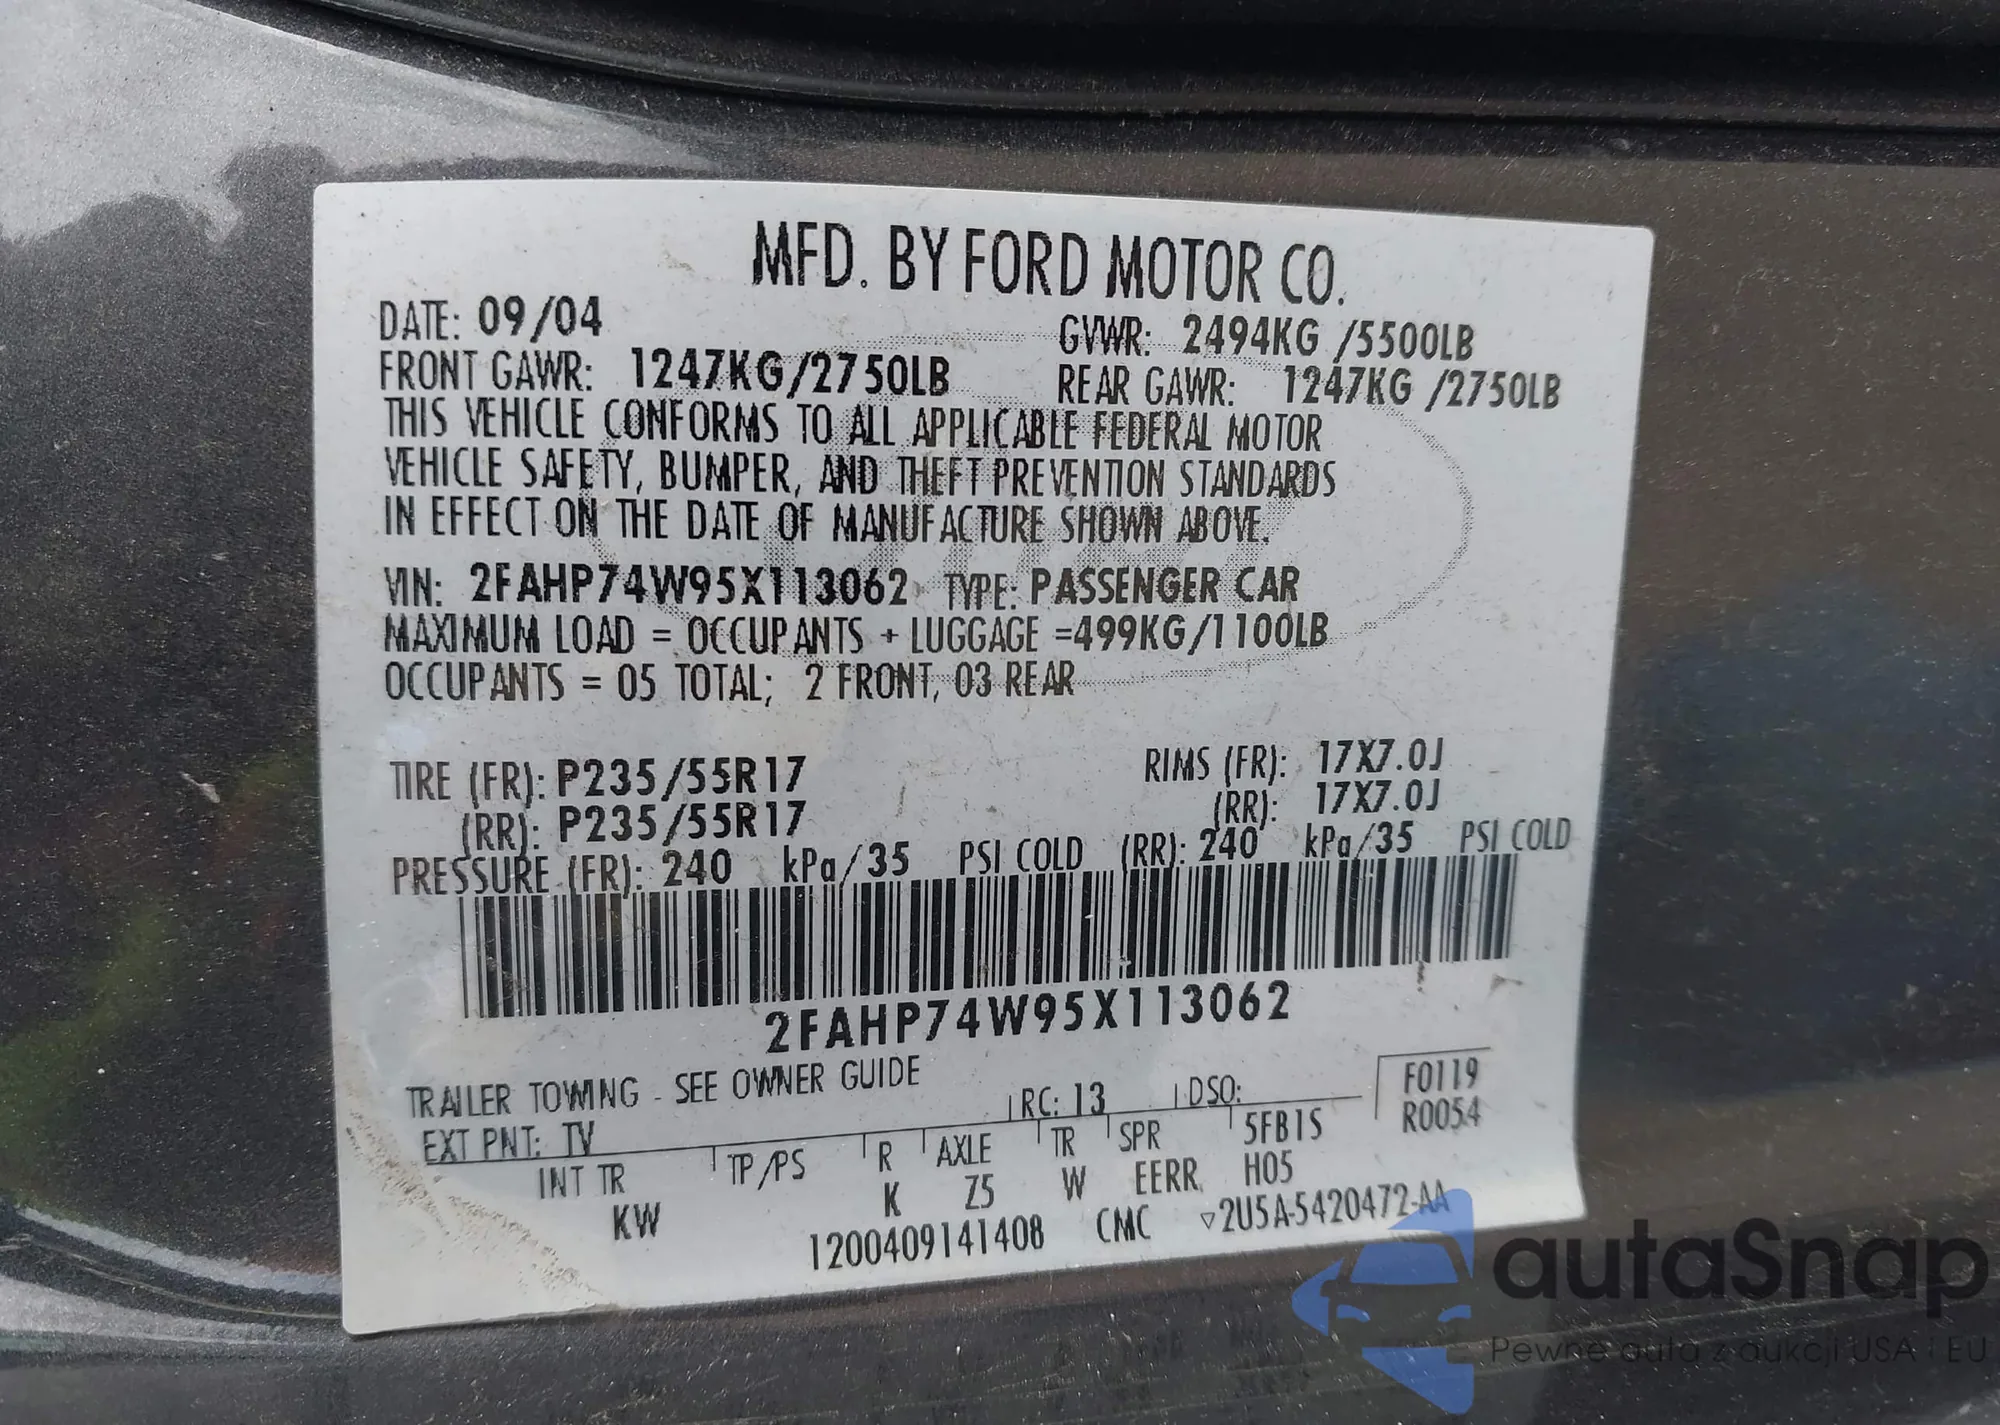 MFD. BY FORD MOTOR CO.
DATE: 09/04 GVWR: 2494KG /5500LB
FRONT GAWR: 1247KG/2750LB REAR GAWR: 1247KG /2750LB
THIS VEHICLE CONFORMS TO ALL APPLICABLE FEDERAL MOTOR
VEHICLE SAFETY, BUMPER, AND THEFT PREVENTION STANDARDS
IN EFFECT ON THE DATE OF MANUFACTURE SHOWN ABOVE.
VIN: 2FAHP74W95X113062 TYPE: PASSENGER CAR
MAXIMUM LOAD = OCCUPANTS + LUGGAGE =499KG/1100LB
OCCUPANTS = 05 TOTAL; 2 FRONT, 03 REAR
TIRE (FR): P235/55R17 RIMS (FR): 17X7.0J
(RR): P235/55R17 (RR): 17X7.0J
PRESSURE (FR): 240 kPa/35 PSI COLD (RR): 240 kPa/35 PSI COLD
2FAHP74W95X113062
TRAILER TOWING - SEE OWNER GUIDE
F0119
EXT PNT: TV RC: 13 DSO: R0054
INT TR TP/PS R AXLE TR SPR 5FB1S
KW K Z5 W EERR H05
1200409141408 CMC ▽2U5A-5420472-AA
autaSnap
Pewne auta z aukcji USA i EU